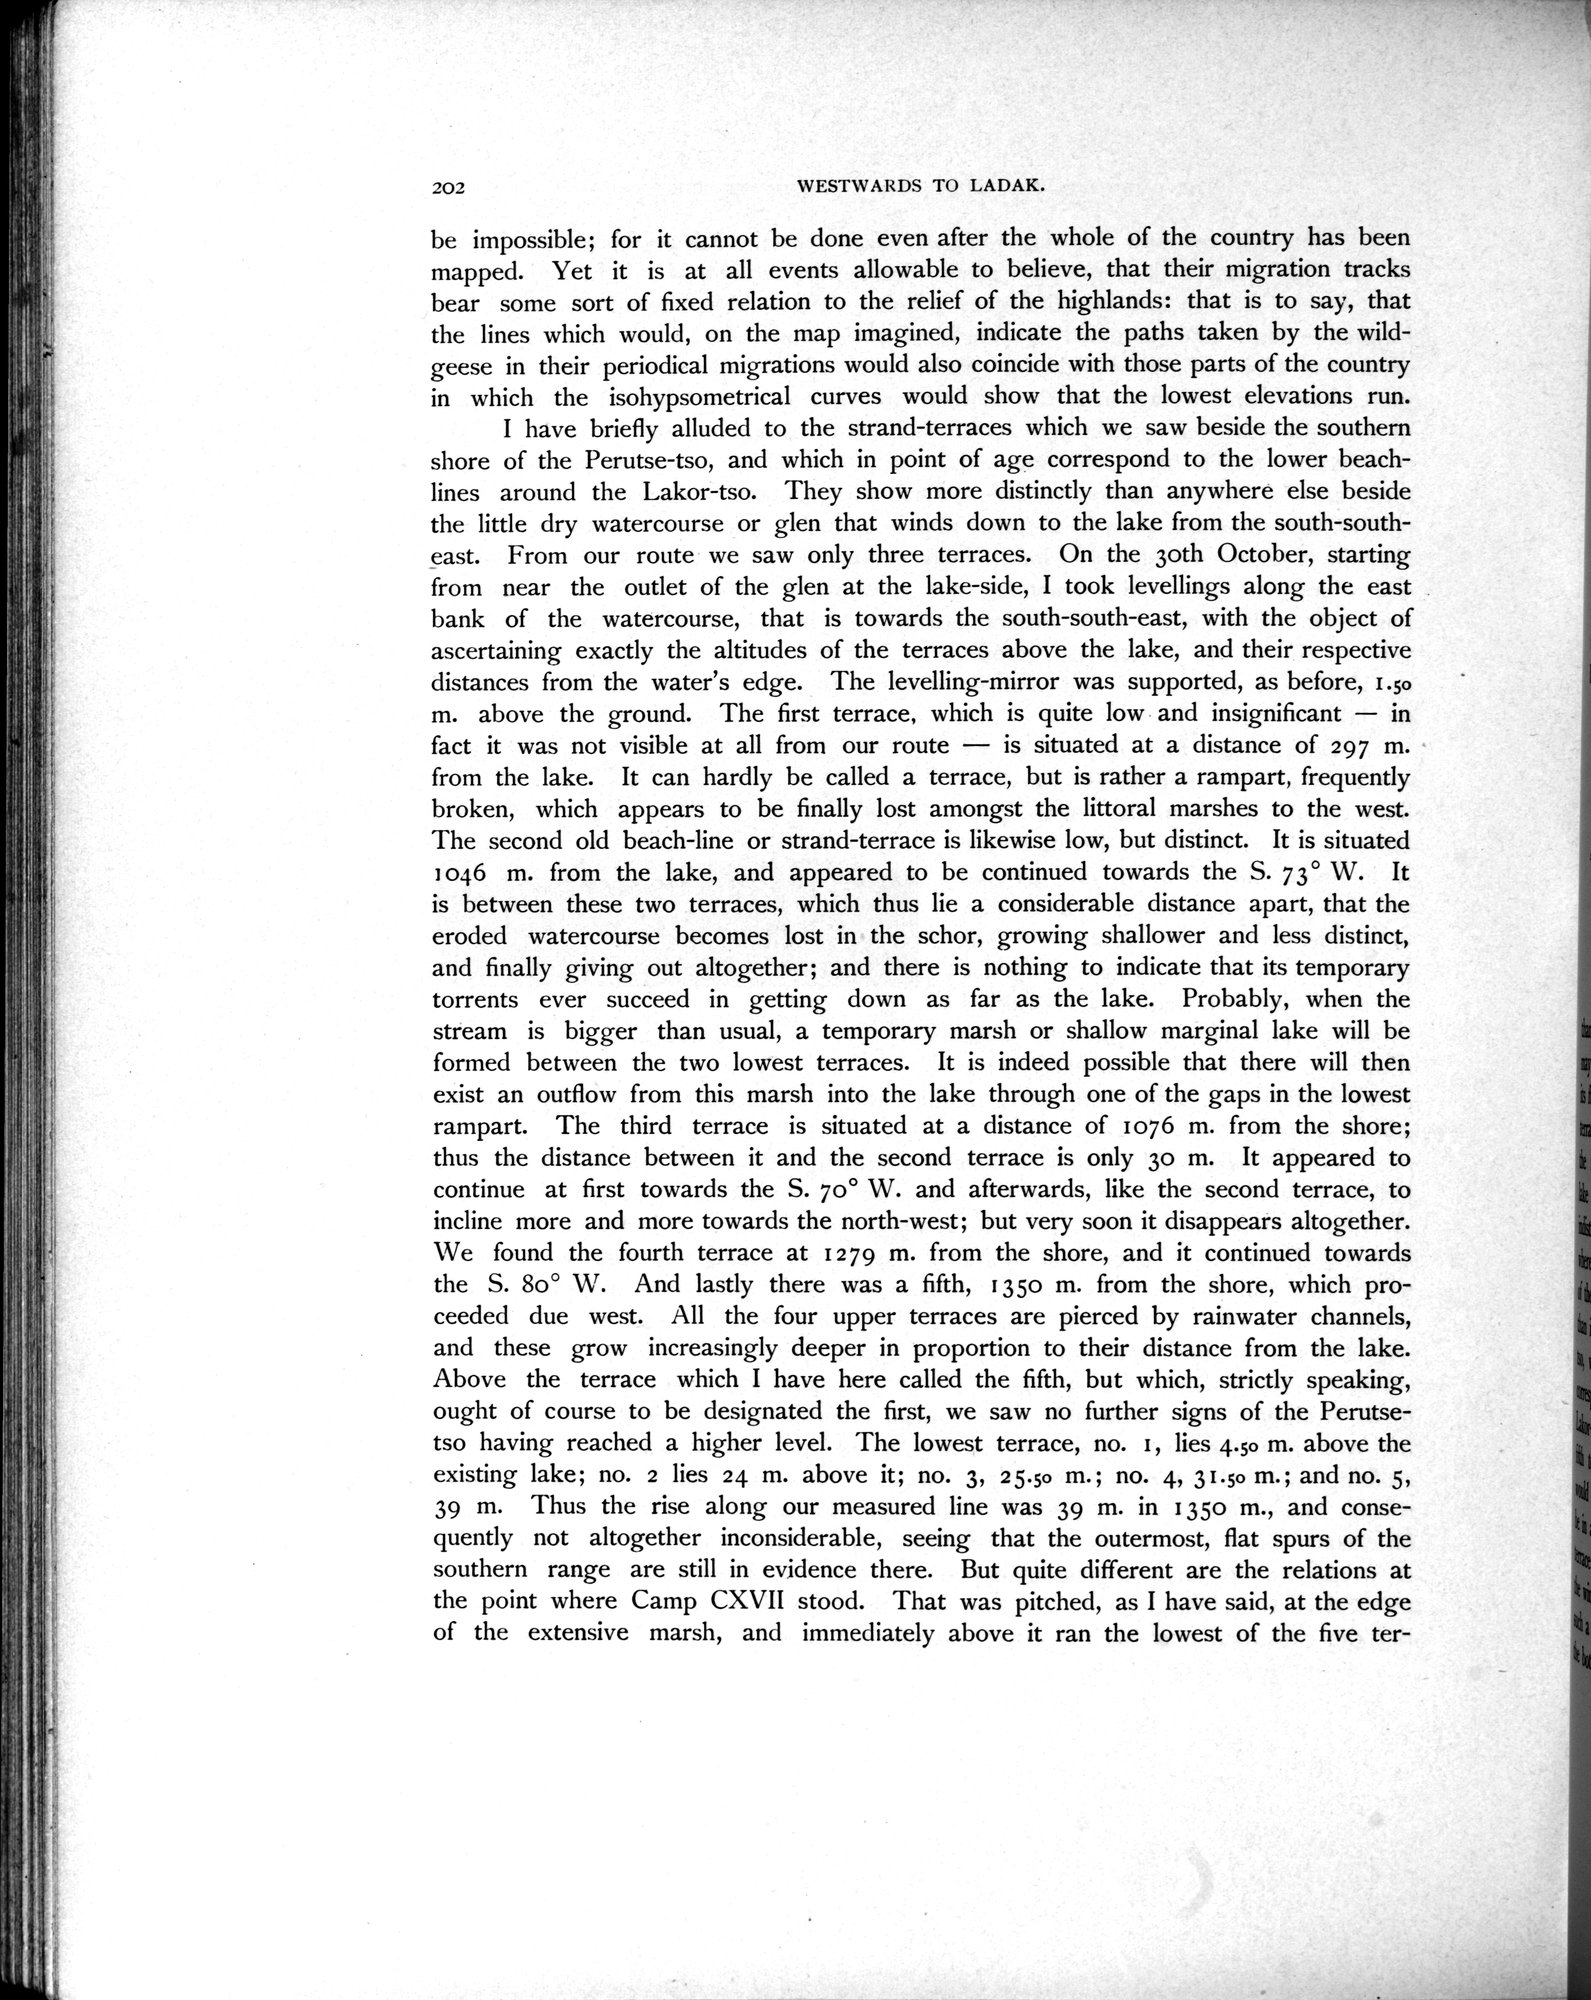 202
WESTWARDS TO LADAK.
be impossible; for it cannot be done even after the whole of the country has been
mapped. Yet it is at all events allowable to believe, that their migration tracks
bear some sort of fixed relation to the relief of the highlands: that is to say, that
the lines which would, on the map imagined, indicate the paths taken by the wild-
geese in their periodical migrations would also coincide with those parts of the country
in which the isohypsometrical curves would show that the lowest elevations run.
I have briefly alluded to the strand-terraces which we saw beside the southern
shore of the Perutse-tso, and which in point of age correspond to the lower beach-
lines around the Lakor-tso. They show more distinctly than anywhere else beside
the little dry watercourse or glen that winds down to the lake from the south-south-
east. From our route we saw only three terraces. On the 30th October, starting
from near the outlet of the glen at the lake-side, I took levellings along the east
bank of the watercourse, that is towards the south-south-east, with the object of
ascertaining exactly the altitudes of the terraces above the lake, and their respective
distances from the water's edge. The levelling-mirror was supported, as before, 1.50
m. above the ground. The first terrace, which is quite low and insignificant — in
fact it was not visible at all from our route — is situated at a distance of 297 m.
from the lake. It can hardly be called a terrace, but is rather a rampart, frequently
broken, which appears to be finally lost amongst the littoral marshes to the west.
The second old beach-line or strand-terrace is likewise low, but distinct. It is situated
1046 m. from the lake, and appeared to be continued towards the S. 73° W. It
is between these two terraces, which thus lie a considerable distance apart, that the
eroded watercourse becomes lost in the schor, growing shallower and less distinct,
and finally giving out altogether; and there is nothing to indicate that its temporary
torrents ever succeed in getting down as far as the lake. Probably, when the
stream is bigger than usual, a temporary marsh or shallow marginal lake will be
formed between the two lowest terraces. It is indeed possible that there will then
exist an outflow from this marsh into the lake through one of the gaps in the lowest
rampart. The third terrace is situated at a distance of 1076 m. from the shore;
thus the distance between it and the second terrace is only 30 m. It appeared to
continue at first towards the S. 70° W. and afterwards, like the second terrace, to
incline more and more towards the north-west; but very soon it disappears altogether.
We found the fourth terrace at 1279 m. from the shore, and it continued towards
the S. 80° W. And lastly there was a fifth, 1350 m. from the shore, which pro-
ceeded due west. All the four upper terraces are pierced by rainwater channels,
and these grow increasingly deeper in proportion to their distance from the lake.
Above the terrace which I have here called the fifth, but which, strictly speaking,
ought of course to be designated the first, we saw no further signs of the Perutse-
tso having reached a higher level. The lowest terrace, no. 1, lies 4.50 m. above the
existing lake; no. 2 lies 24 m. above it; no. 3, 25.50 m.; no. 4, 31.50 m.; and no. 5,
39 m. Thus the rise along our measured line was 39 m. in 1350 m., and conse-
quently not altogether inconsiderable, seeing that the outermost, flat spurs of the
southern range are still in evidence there. But quite different are the relations at
the point where Camp CXVII stood. That was pitched, as I have said, at the edge
of the extensive marsh, and immediately above it ran the lowest of the five ter-